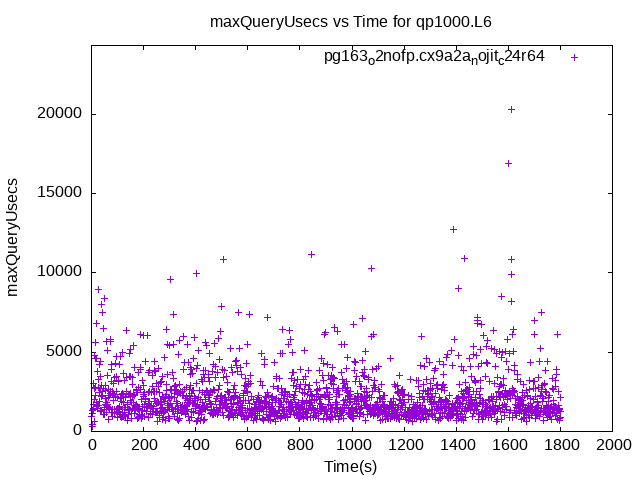 maxQueryUsecs vs Time for qp1000.L6
pg163o2nofp.cx9a2anojitc24r64
20000
15000
10000
5000
0
maxQueryUsecs
0 200 400 600 800 1000 1200 1400 1600 1800 2000
Time(s)